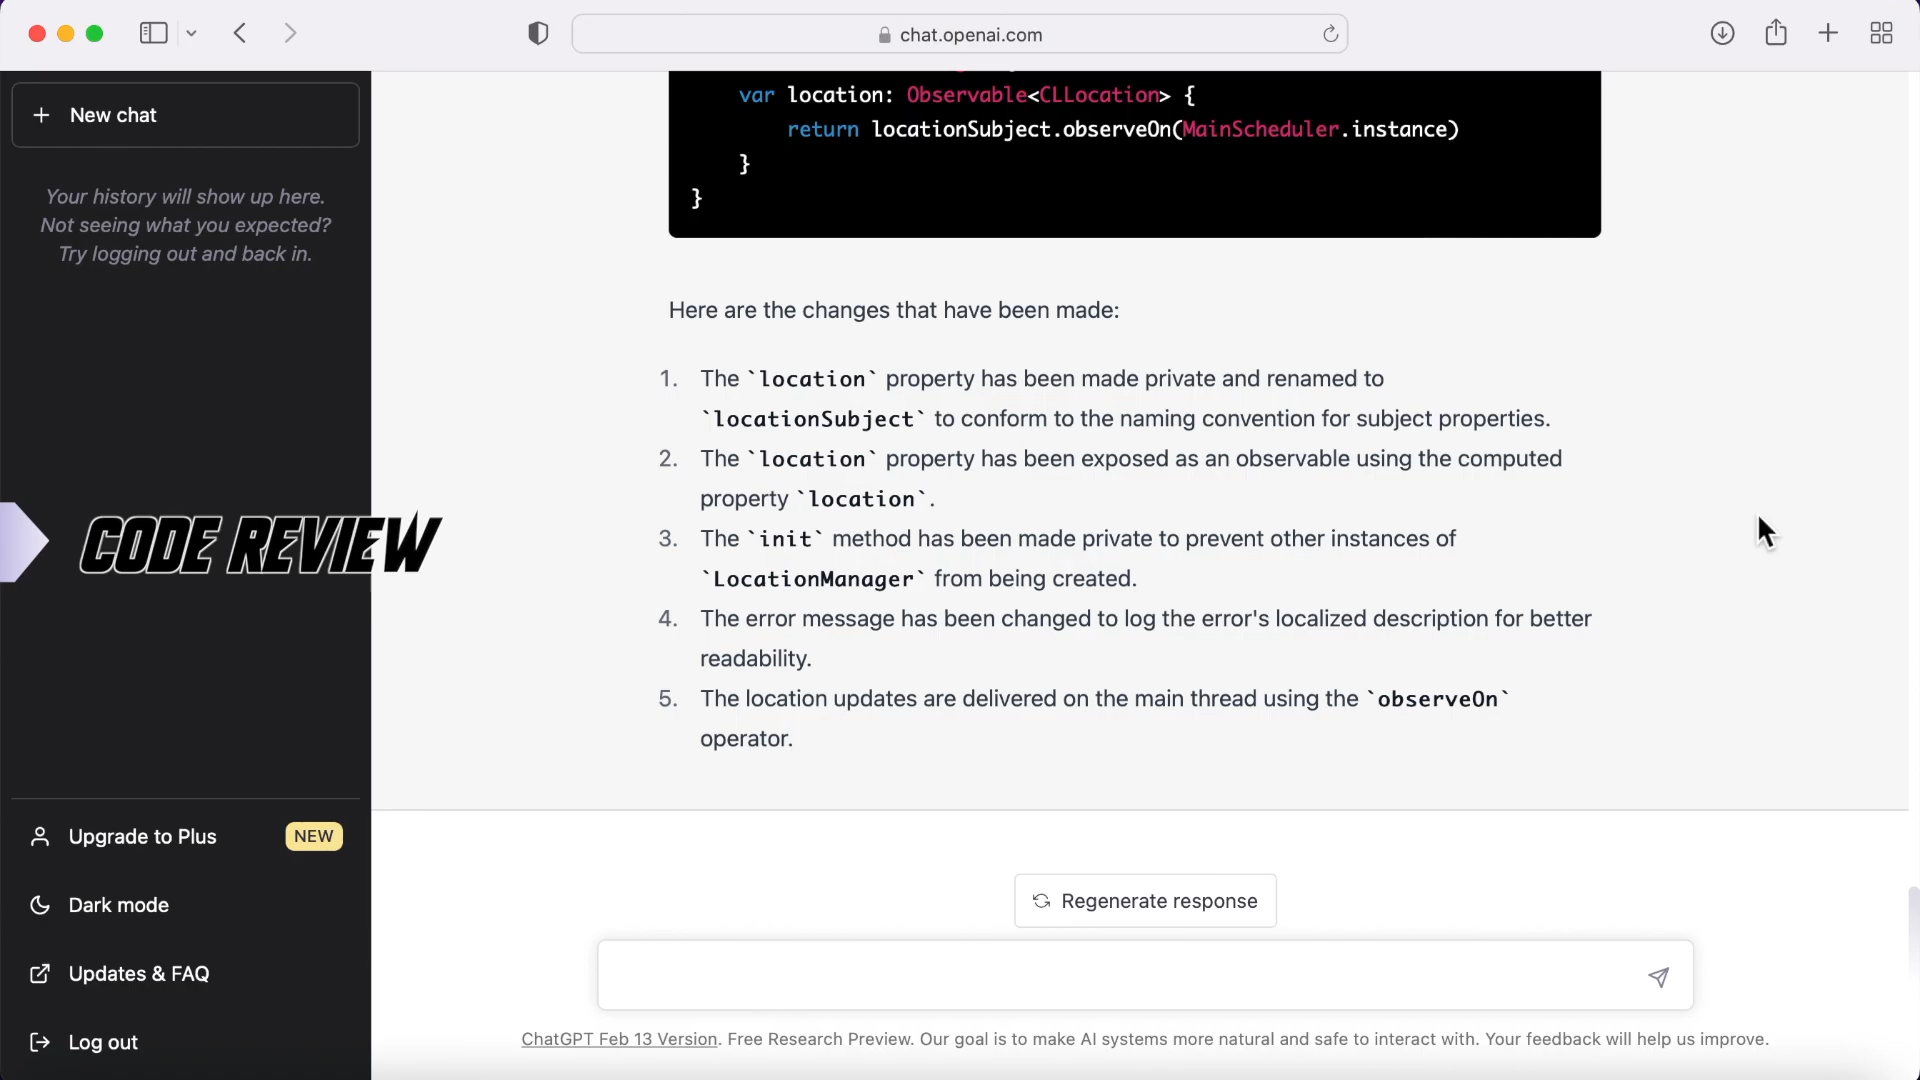 chat.openai.com
New chat
Your history will show up here.
Not seeing what you expected?
Try logging out and back in.
CODE REVIEW
Upgrade to Plus NEW
Dark mode
Updates & FAQ
Log out
var location: Observable<CLLocation> {
return locationSubject.observeOn(MainScheduler.instance)
}
}
Here are the changes that have been made:
1. The `location` property has been made private and renamed to
`locationSubject` to conform to the naming convention for subject properties.
2. The `location` property has been exposed as an observable using the computed
property `location`.
3. The `init` method has been made private to prevent other instances of
`LocationManager` from being created.
4. The error message has been changed to log the error's localized description for better
readability.
5. The location updates are delivered on the main thread using the `observeOn`
operator.
Regenerate response
ChatGPT Feb 13 Version. Free Research Preview. Our goal is to make AI systems more natural and safe to interact with. Your feedback will help us improve.